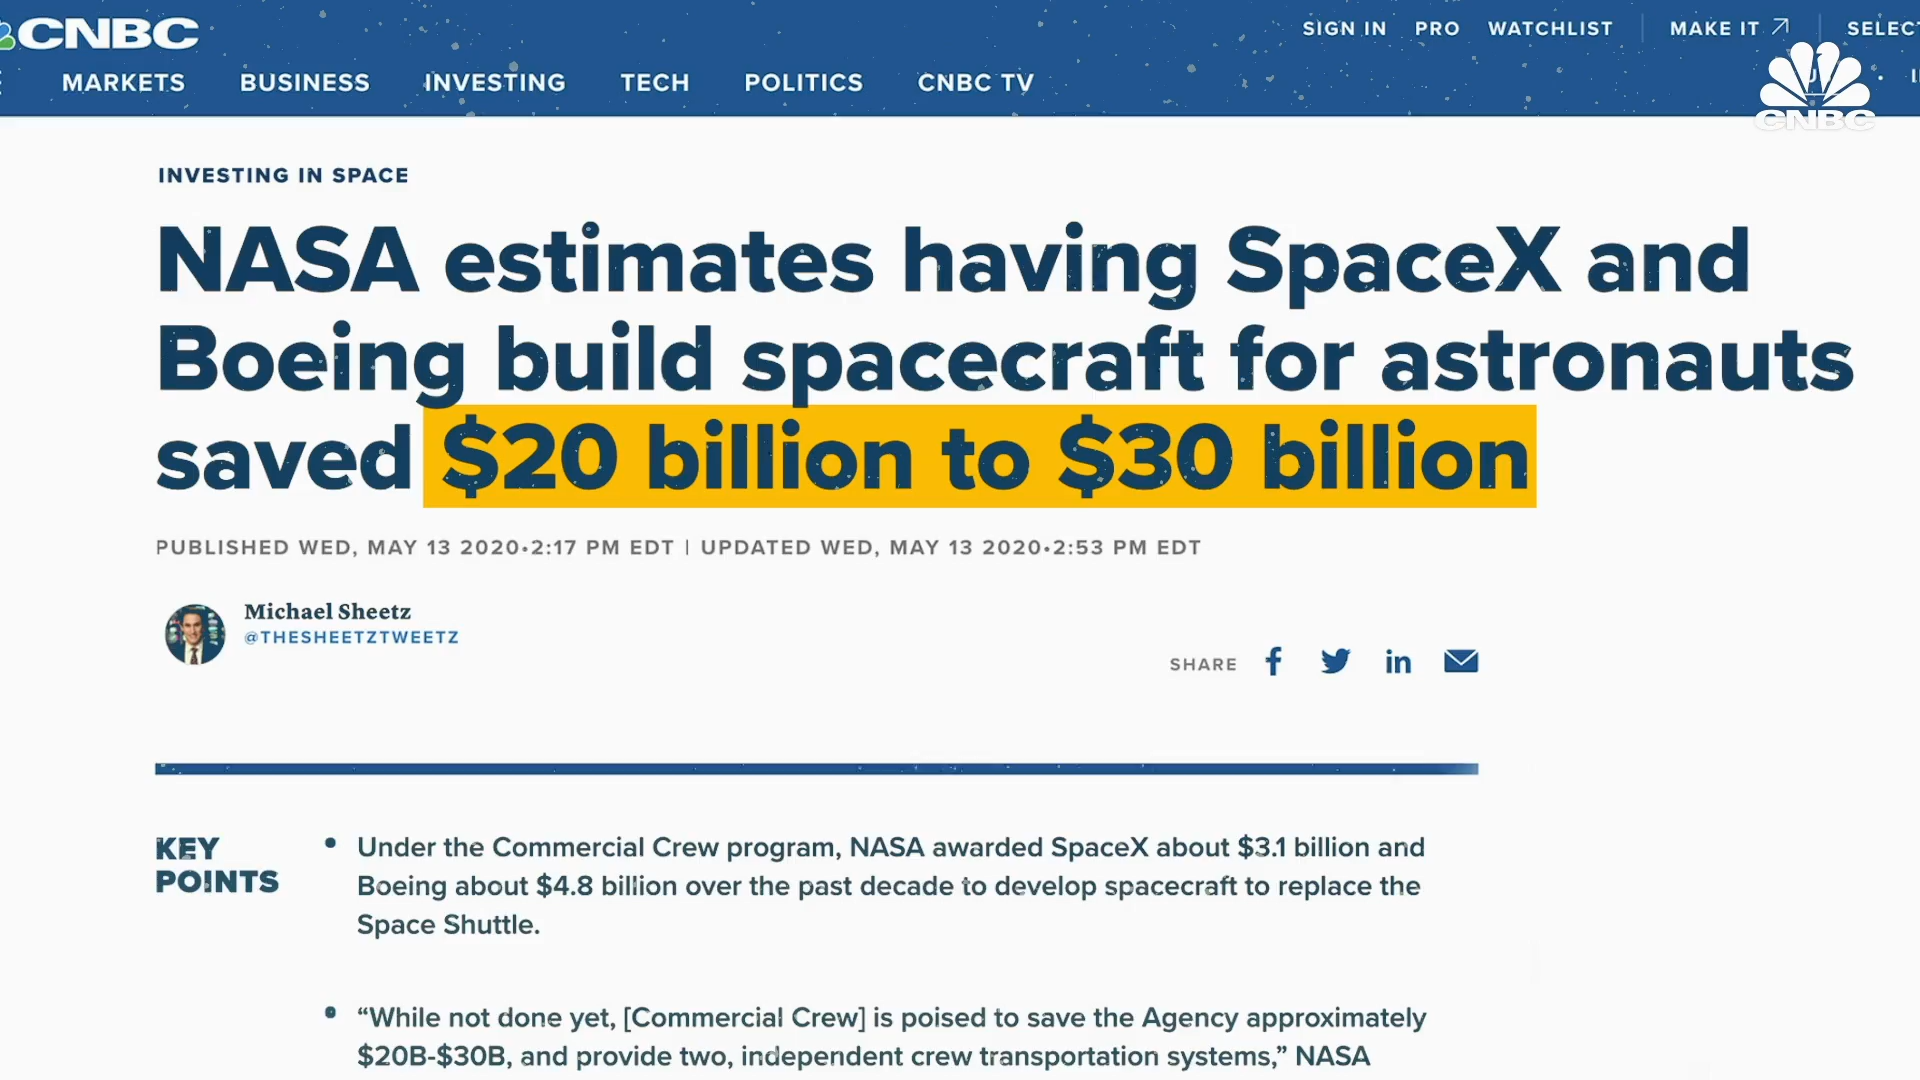 CNBC
SIGN IN PRO WATCHLIST MAKE IT
MARKETS BUSINESS INVESTING TECH POLITICS CNBC TV
CNBC
INVESTING IN SPACE
NASA estimates having SpaceX and
Boeing build spacecraft for astronauts
saved $20 billion to $30 billion
PUBLISHED WED, MAY 13 2020•2:17 PM EDT | UPDATED WED, MAY 13 2020•2:53 PM EDT
Michael Sheetz
@THESHEETZTWEETZ
SHARE
KEY
POINTS
• Under the Commercial Crew program, NASA awarded SpaceX about $3.1 billion and
Boeing about $4.8 billion over the past decade to develop spacecraft to replace the
Space Shuttle.
• “While not done yet, [Commercial Crew] is poised to save the Agency approximately
$20B-$30B, and provide two, independent crew transportation systems,” NASA